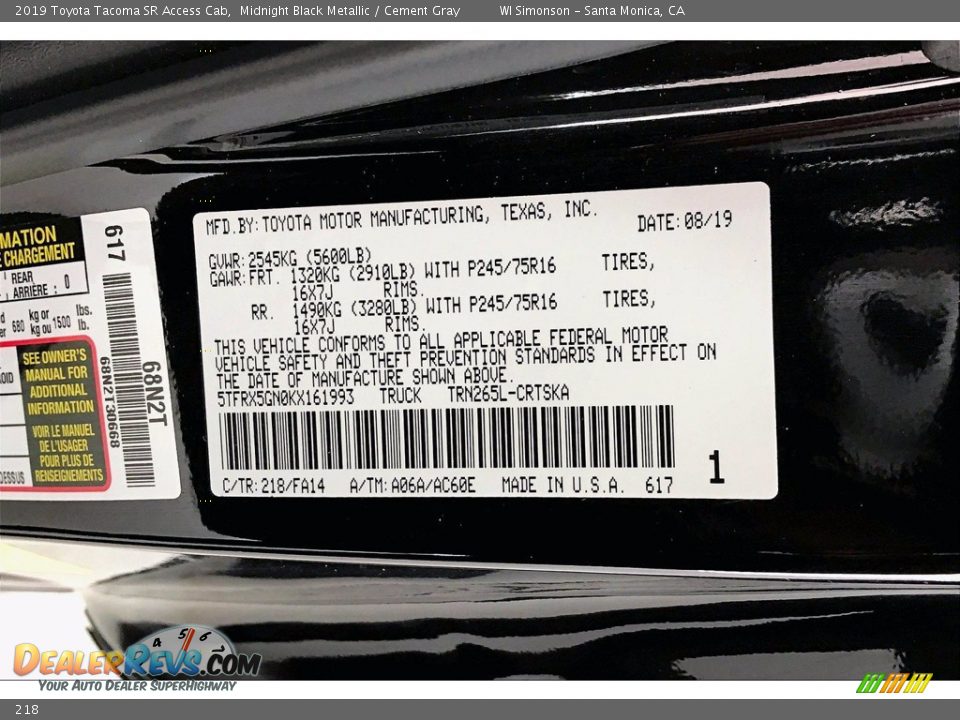 2019 Toyota Tacoma SR Access Cab, Midnight Black Metallic / Cement Gray WI Simonson - Santa Monica, CA
MFD.BY:TOYOTA MOTOR MANUFACTURING, TEXAS, INC.
DATE:08/19
GVWR:2545KG (5600LB)
GAWR:FRT. 1320KG (2910LB) WITH P245/75R16 TIRES,
16X7J RIMS.
RR. 1490KG (3280LB) WITH P245/75R16 TIRES,
16X7J RIMS.
THIS VEHICLE CONFORMS TO ALL APPLICABLE FEDERAL MOTOR
VEHICLE SAFETY AND THEFT PREVENTION STANDARDS IN EFFECT ON
THE DATE OF MANUFACTURE SHOWN ABOVE.
5TFRX5GN0KX161993 TRUCK TRN265L-CRTSKA
C/TR:218/FA14 A/TM:A06A/AC60E MADE IN U.S.A. 617
1
MATION
CHARGEMENT
REAR
ARRIÈRE : 0
kg or lbs.
680 kg ou 1500 lb.
SEE OWNER'S
MANUAL FOR
ADDITIONAL
INFORMATION
VOIR LE MANUEL
DE L'USAGER
POUR PLUS DE
RENSEIGNEMENTS
DESSUS
617
68N2T30668
68N2T
4 5 6
DealerRevs.com
Your Auto Dealer SuperHighway
218